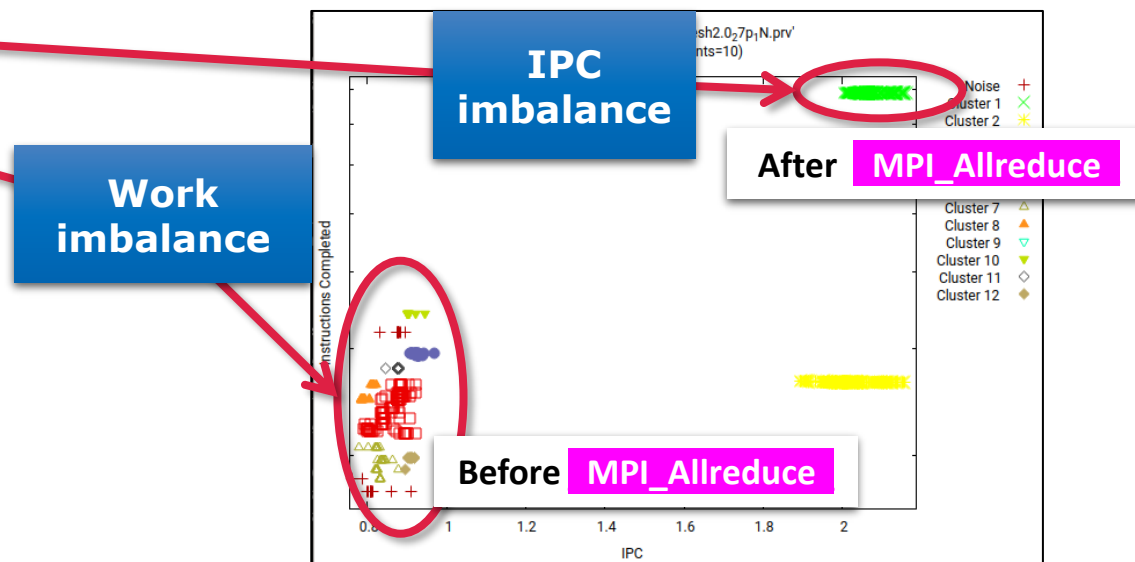 IPC
imbalance
esh2.0₂7p₁N.prv'
nts=10)
Noise
Cluster 1
Cluster 2
After MPI_Allreduce
Work
imbalance
Cluster 7
Cluster 8
Cluster 9
Cluster 10
Cluster 11
Cluster 12
Instructions Completed
Before MPI_Allreduce
0.8 1 1.2 1.4 1.6 1.8 2
IPC